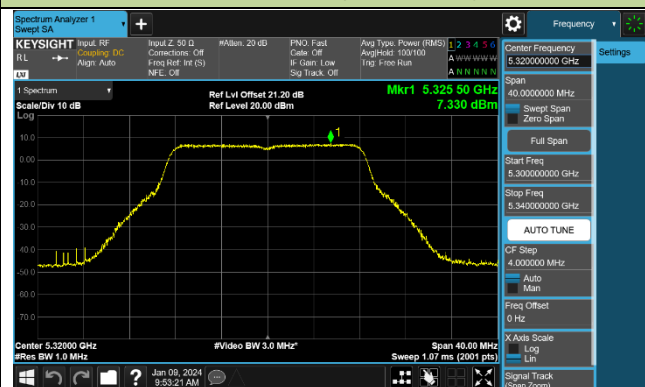 Spectrum Analyzer 1
Swept SA
Frequency
KEYSIGHT
RL
LXI
Input: RF
Coupling: DC
Align: Auto
Input Z: 50 Ω
Corrections: Off
Freq Ref: Int (S)
NFE: Off
#Atten: 20 dB
PNO: Fast
Gate: Off
IF Gain: Low
Sig Track: Off
Avg Type: Power (RMS)
Avg|Hold: 100/100
Trig: Free Run
1 2 3 4 5 6
A W W W W W
A N N N N N
1 Spectrum
Scale/Div 10 dB
Log
Ref Lvl Offset 21.20 dB
Ref Level 20.00 dBm
Mkr1 5.325 50 GHz
7.330 dBm
1
10.0
0.00
-10.0
-20.0
-30.0
-40.0
-50.0
-60.0
-70.0
Center 5.32000 GHz
#Res BW 1.0 MHz
#Video BW 3.0 MHz*
Span 40.00 MHz
Sweep 1.07 ms (2001 pts)
Jan 09, 2024
9:53:21 AM
Center Frequency
5.320000000 GHz
Span
40.0000000 MHz
Swept Span
Zero Span
Full Span
Start Freq
5.300000000 GHz
Stop Freq
5.340000000 GHz
AUTO TUNE
CF Step
4.000000 MHz
Auto
Man
Freq Offset
0 Hz
X Axis Scale
Log
Lin
Signal Track
(Span Zoom)
Settings